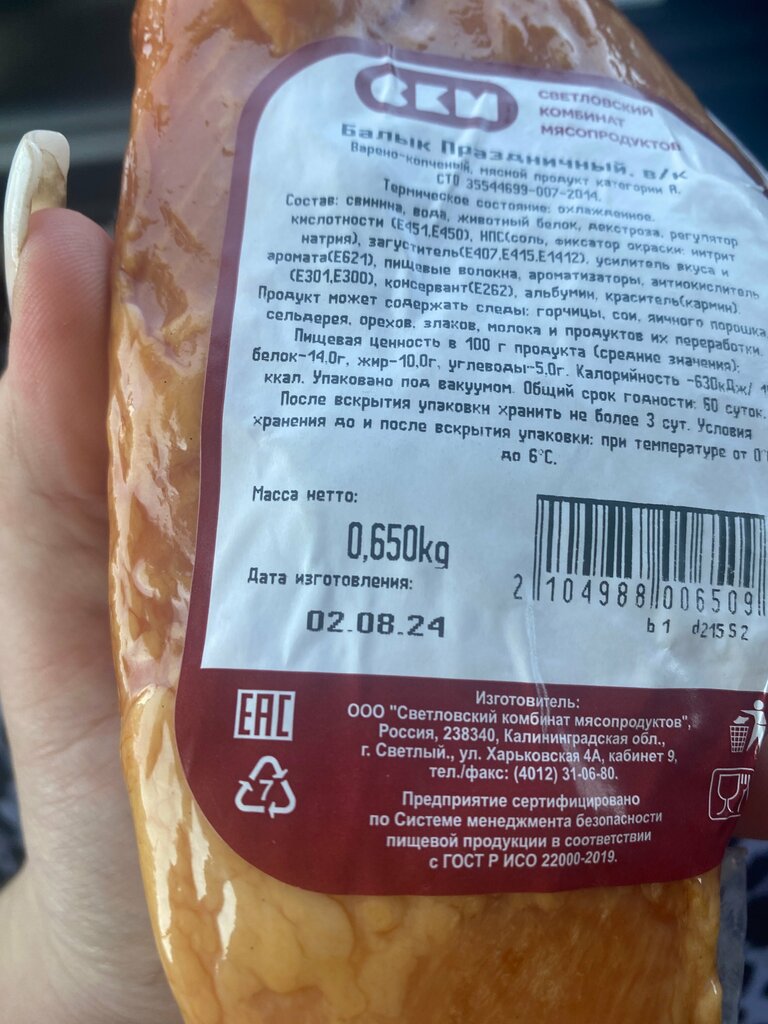 СКМ
СВЕТЛОВСКИЙ
КОМБИНАТ
МЯСОПРОДУКТОВ
Балык Праздничный, в/к
Варено-копченый, мясной продукт категории А.
СТО 35544699-007-2014.
Термическое состояние: охлажденное.
Состав: свинина, вода, животный белок, декстроза, регулятор
кислотности (Е451,Е450), НПС(соль, фиксатор окраски: нитрит
натрия), загуститель(Е407,Е415,Е1412), усилитель вкуса и
аромата(Е621), пищевые волокна, ароматизаторы, антиокислитель
(Е301,Е300), консервант(Е262), альбумин, краситель(кармин).
Продукт может содержать следы: горчицы, сои, яичного порошка,
сельдерея, орехов, злаков, молока и продуктов их переработки.
Пищевая ценность в 100 г продукта (средние значения):
белок-14,0г, жир-10,0г, углеводы-5,0г. Калорийность -630кДж/
ккал. Упаковано под вакуумом. Общий срок годности: 60 суток.
После вскрытия упаковки хранить не более 3 сут. Условия
хранения до и после вскрытия упаковки: при температуре от 0°
до 6°С.
Масса нетто:
0,650kg
Дата изготовления:
02.08.24
2 104988 006509
b1 d215S2
EAC
7
Изготовитель:
ООО "Светловский комбинат мясопродуктов",
Россия, 238340, Калининградская обл.,
г. Светлый., ул. Харьковская 4А, кабинет 9,
тел./факс: (4012) 31-06-80.
Предприятие сертифицировано
по Системе менеджмента безопасности
пищевой продукции в соответствии
с ГОСТ Р ИСО 22000-2019.